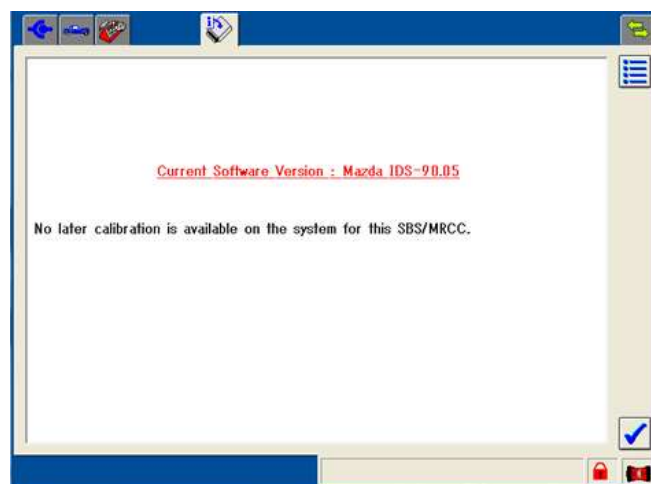 Current Software Version : Mazda IDS-90.05
No later calibration is available on the system for this SBS/MRCC.